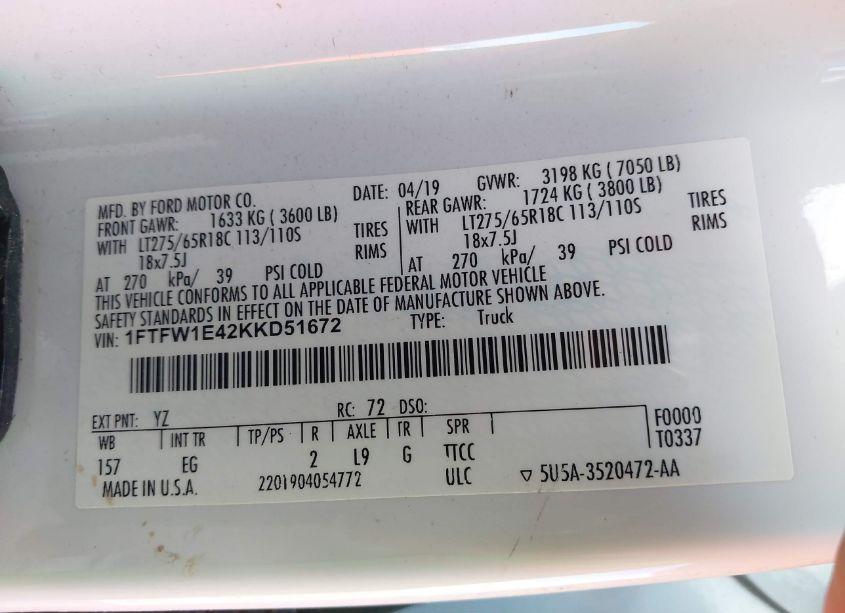 MFD. BY FORD MOTOR CO. DATE: 04/19 GVWR: 3198 KG ( 7050 LB)
FRONT GAWR: 1633 KG ( 3600 LB) REAR GAWR: 1724 KG ( 3800 LB)
WITH LT275/65R18C 113/110S TIRES WITH LT275/65R18C 113/110S TIRES
18x7.5J RIMS 18x7.5J RIMS
AT 270 kPa/ 39 PSI COLD AT 270 kPa/ 39 PSI COLD
THIS VEHICLE CONFORMS TO ALL APPLICABLE FEDERAL MOTOR VEHICLE
SAFETY STANDARDS IN EFFECT ON THE DATE OF MANUFACTURE SHOWN ABOVE.
VIN: 1FTFW1E42KKD51672 TYPE: Truck
EXT PNT: YZ RC: 72 DSO:
WB INT TR TP/PS R AXLE TR SPR F0000
157 EG 2 L9 G TTCC T0337
MADE IN U.S.A. 2201904054772 ULC ▽ 5U5A-3520472-AA